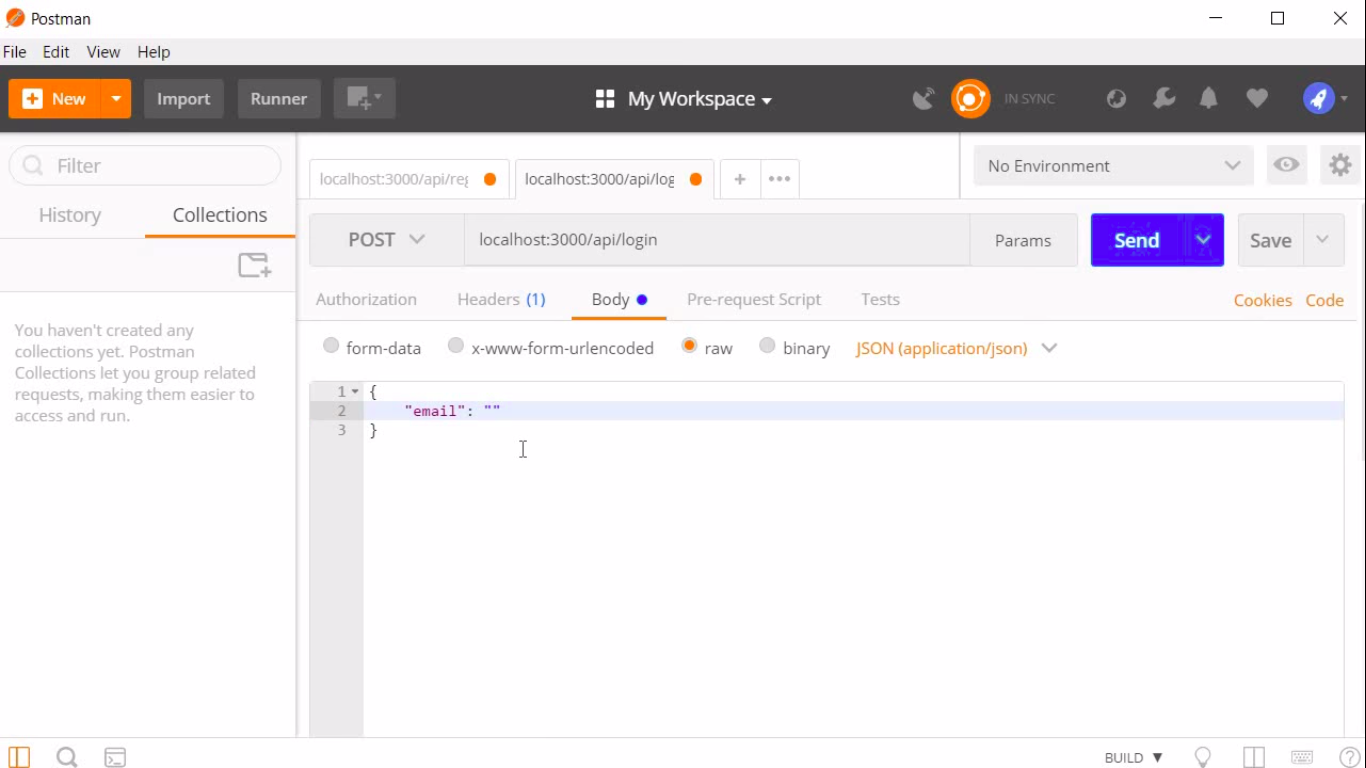 Postman
File Edit View Help
New Import Runner My Workspace IN SYNC
Filter
History Collections
You haven't created any
collections yet. Postman
Collections let you group related
requests, making them easier to
access and run.
localhost:3000/api/reg localhost:3000/api/log + ••• No Environment
POST localhost:3000/api/login Params Send Save
Authorization Headers (1) Body Pre-request Script Tests Cookies Code
form-data x-www-form-urlencoded raw binary JSON (application/json)
1 {
2 "email": ""
3 }
BUILD